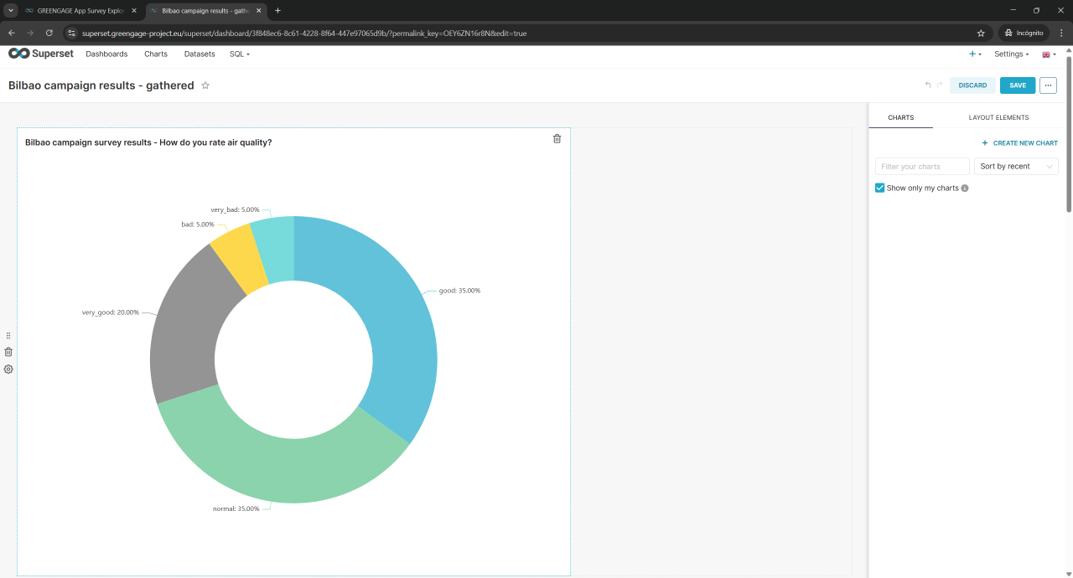 GREENGAGE App Survey Explo
Bilbao campaign results - gath
superset.greengage-project.eu/superset/dashboard/3f848ec6-8c61-4228-8f64-447e97065d9b/?permalink_key=OEY6ZN16r8N&edit=true
Incógnito
Superset
Dashboards
Charts
Datasets
SQL
Settings
Bilbao campaign results - gathered
DISCARD
SAVE
CHARTS
LAYOUT ELEMENTS
+ CREATE NEW CHART
Filter your charts
Sort by recent
Show only my charts
Bilbao campaign survey results - How do you rate air quality?
very_bad: 5.00%
bad: 5.00%
good: 35.00%
very_good: 20.00%
normal: 35.00%